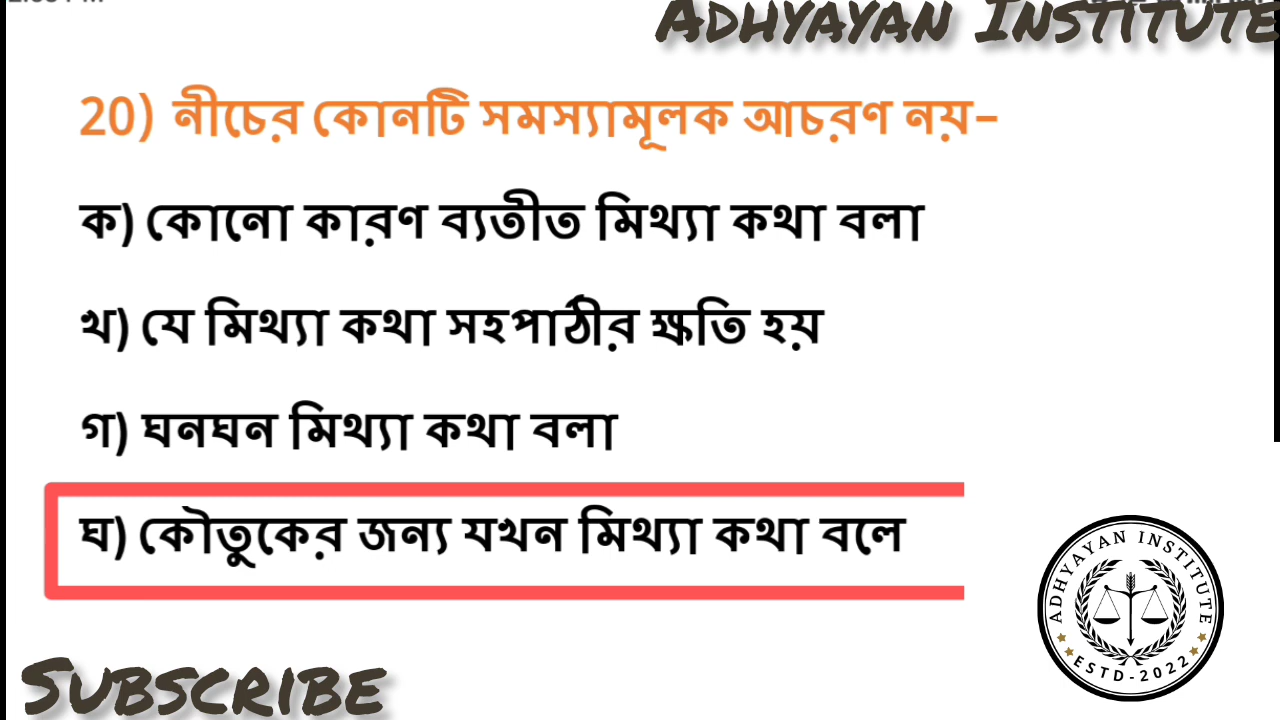 ADHYAYAN INSTITUTE
20) নীচের কোনটি সমস্যামূলক আচরণ নয়-
ক) কোনো কারণ ব্যতীত মিথ্যা কথা বলা
খ) যে মিথ্যা কথা সহপাঠীর ক্ষতি হয়
গ) ঘনঘন মিথ্যা কথা বলা
ঘ) কৌতুকের জন্য যখন মিথ্যা কথা বলে
ADHYAYAN INSTITUTE
ESTD-2022
SUBSCRIBE